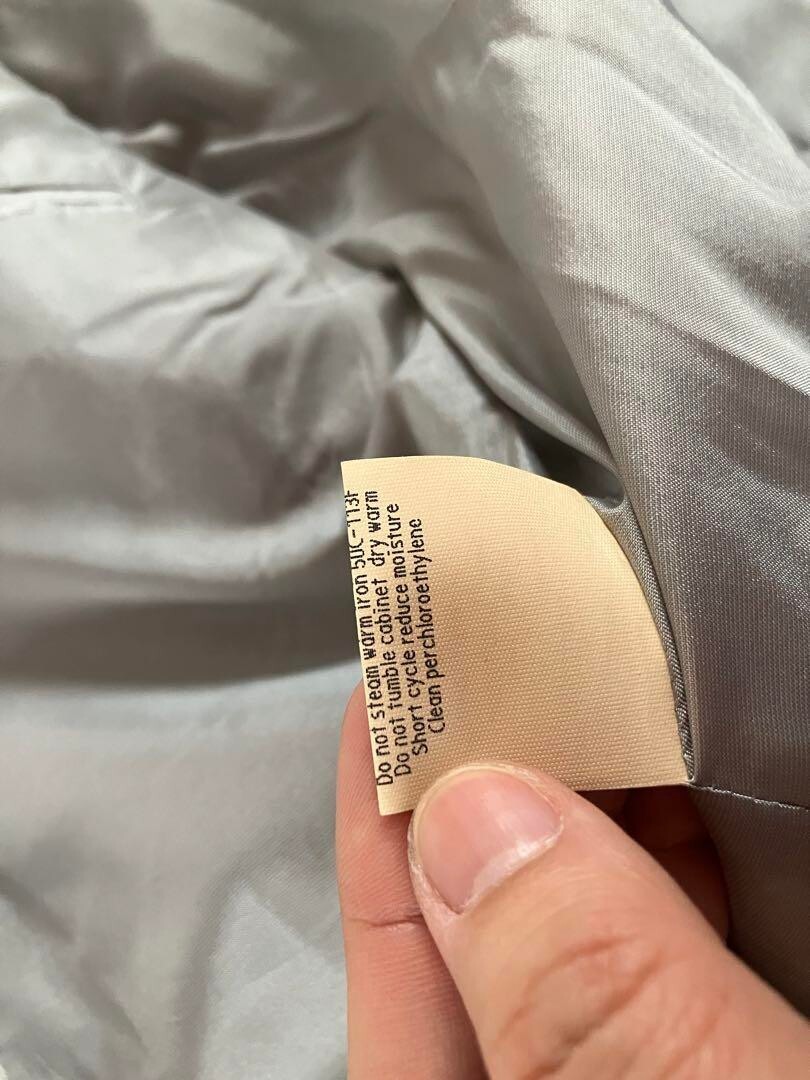 Do not steam warm iron 50C-113F
Do not tumble cabinet dry warm
Short cycle reduce moisture
Clean perchloroethylene